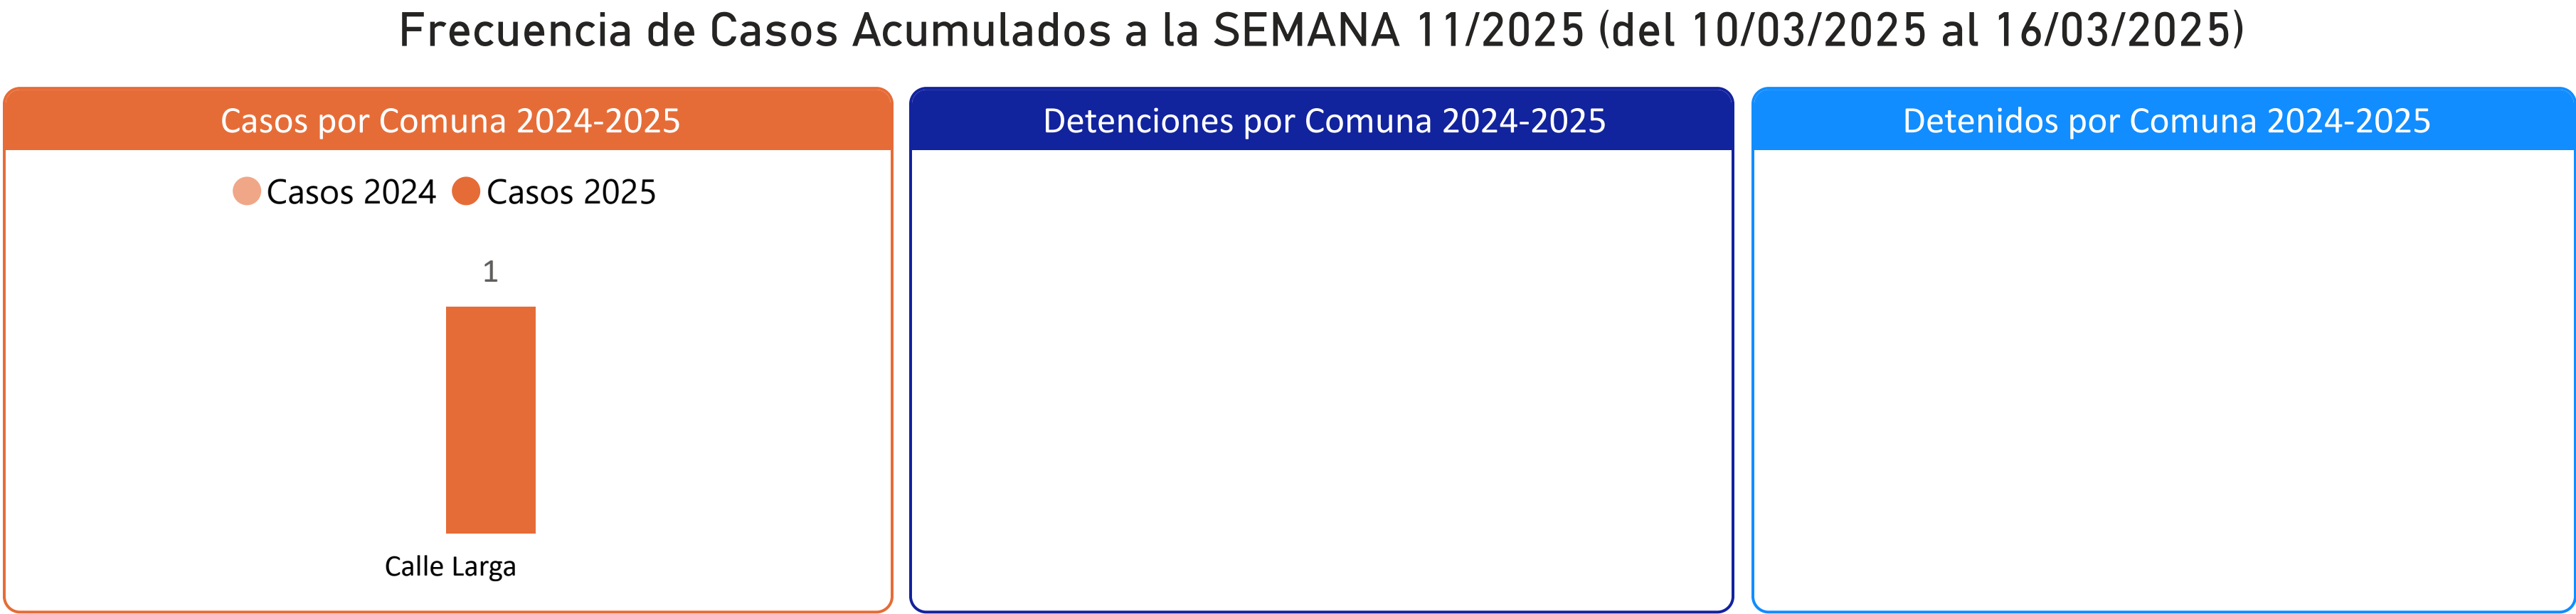 Frecuencia de Casos Acumulados a la SEMANA 11/2025 (del 10/03/2025 al 16/03/2025)
Casos por Comuna 2024-2025
Casos 2024 Casos 2025
1
Calle Larga
Detenciones por Comuna 2024-2025
Detenidos por Comuna 2024-2025